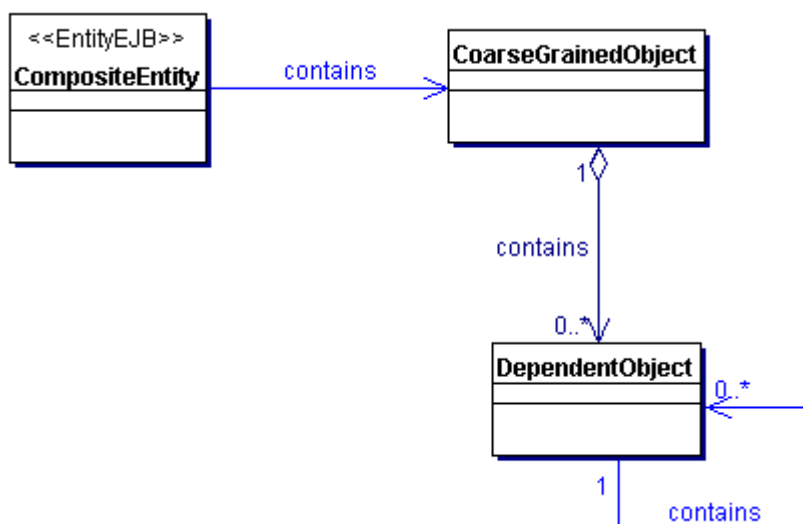 <<EntityEJB>>
CompositeEntity
contains
CoarseGrainedObject
1
contains
0..*
DependentObject
0..*
1
contains